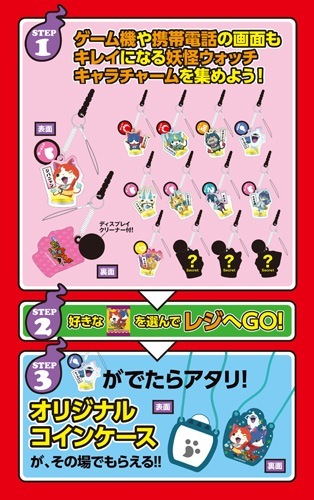 STEP 1
ゲーム機や携帯電話の画面も
キレイになる妖怪ウォッチ
キャラチャームを集めよう!
表面
ジバニャン
ディスプレイ
クリーナー付!
裏面
?
Secret
?
Secret
?
Secret
STEP 2
好きな を選んでレジへGO!
STEP 3
がでたらアタリ!
オリジナル
コインケース
が、その場でもらえる!!
表面
裏面